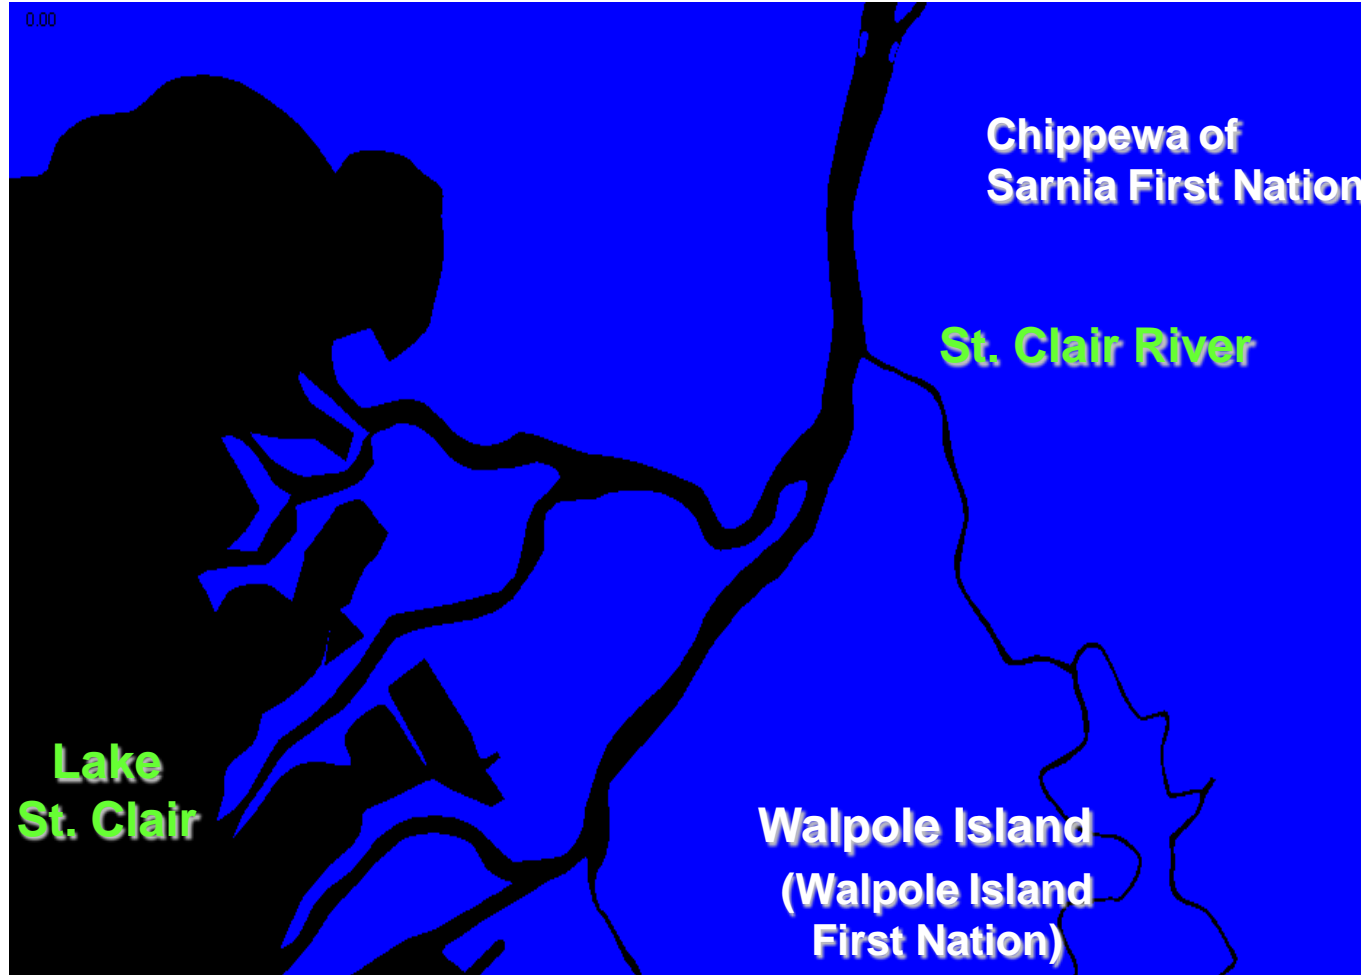 0.00
Chippewa of
Sarnia First Nation
St. Clair River
Lake
St. Clair
Walpole Island
(Walpole Island
First Nation)